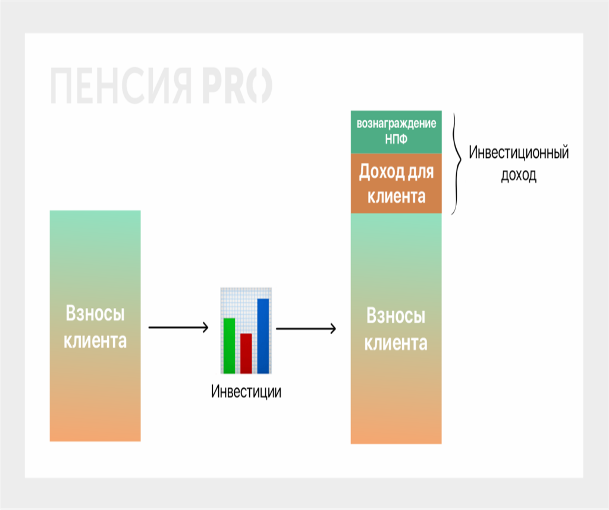 ПЕНСИЯ PRO
вознаграждение
НПФ
Доход для
клиента
Инвестиционный
доход
Взносы
клиента
Инвестиции
Взносы
клиента